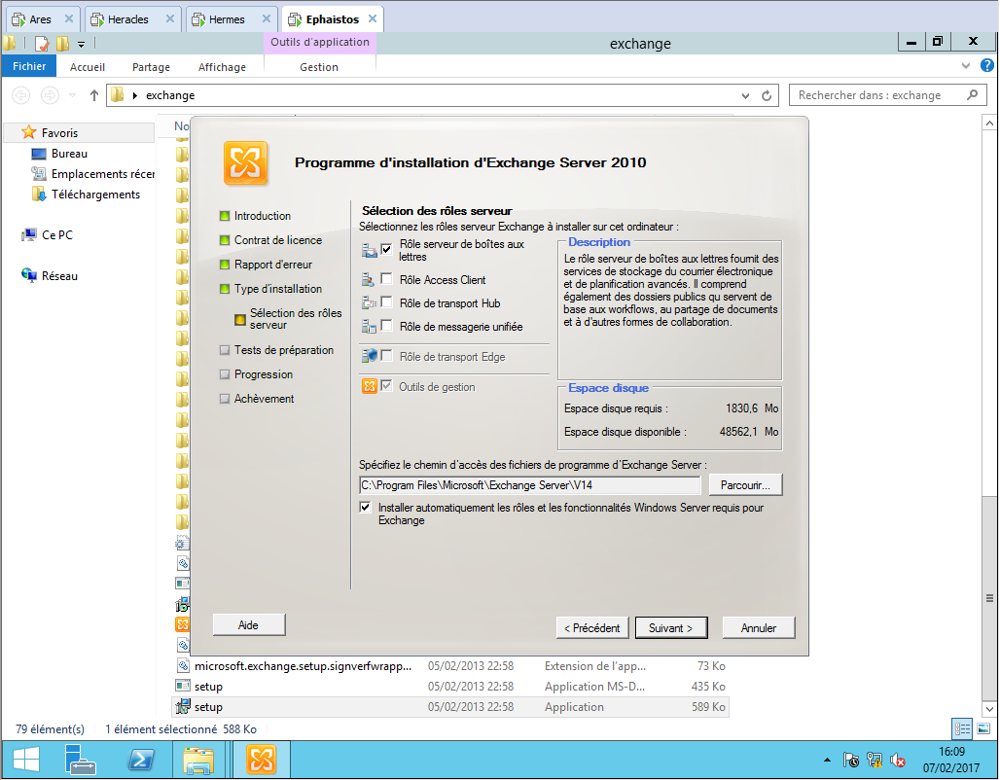 Ares
Heracles
Hermes
Ephaistos
Outils d'application
exchange
Fichier
Accueil
Partage
Affichage
Gestion
exchange
Rechercher dans : exchange
Favoris
Bureau
Emplacements récer
Téléchargements
Ce PC
Réseau
No
Programme d'installation d'Exchange Server 2010
Introduction
Contrat de licence
Rapport d'erreur
Type d'installation
Sélection des rôles
serveur
Tests de préparation
Progression
Achèvement
Sélection des rôles serveur
Sélectionnez les rôles serveur Exchange à installer sur cet ordinateur :
Rôle serveur de boîtes aux
lettres
Rôle Access Client
Rôle de transport Hub
Rôle de messagerie unifiée
Rôle de transport Edge
Outils de gestion
Description
Le rôle serveur de boîtes aux lettres fournit des
services de stockage du courrier électronique
et de planification avancés. Il comprend
également des dossiers publics qu servent de
base aux workflows, au partage de documents
et à d'autres formes de collaboration.
Espace disque
Espace disque requis : 1830,6 Mo
Espace disque disponible : 48562,1 Mo
Spécifiez le chemin d'accès des fichiers de programme d'Exchange Server :
C:\Program Files\Microsoft\Exchange Server\V14
Parcourir...
Installer automatiquement les rôles et les fonctionnalités Windows Server requis pour
Exchange
Aide
< Précédent
Suivant >
Annuler
microsoft.exchange.setup.signverfwrapp... 05/02/2013 22:58 Extension de l'app... 73 Ko
setup 05/02/2013 22:58 Application MS-D... 435 Ko
setup 05/02/2013 22:58 Application 589 Ko
79 élément(s) 1 élément sélectionné 588 Ko
16:09
07/02/2017